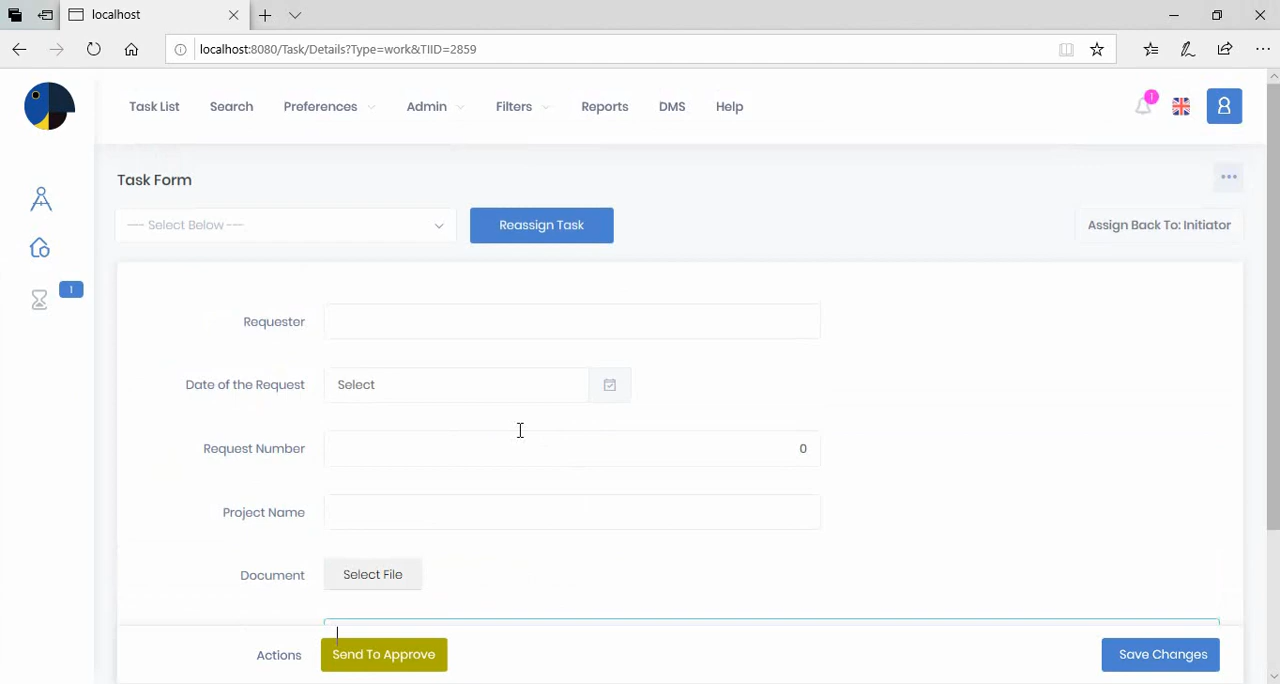 localhost
localhost:8080/Task/Details?Type=work&TIID=2859
Task List Search Preferences Admin Filters Reports DMS Help
1
Task Form
--- Select Below ---
Reassign Task
Assign Back To: Initiator
1
Requester
Date of the Request
Select
Request Number
0
Project Name
Document
Select File
Actions
Send To Approve
Save Changes